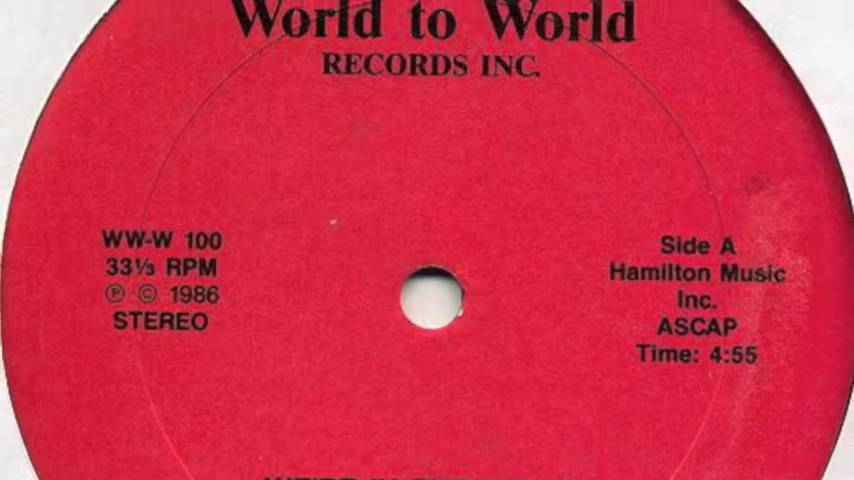 World to World
RECORDS INC.
WW-W 100
33⅓ RPM
Ⓟ © 1986
STEREO
Side A
Hamilton Music
Inc.
ASCAP
Time: 4:55